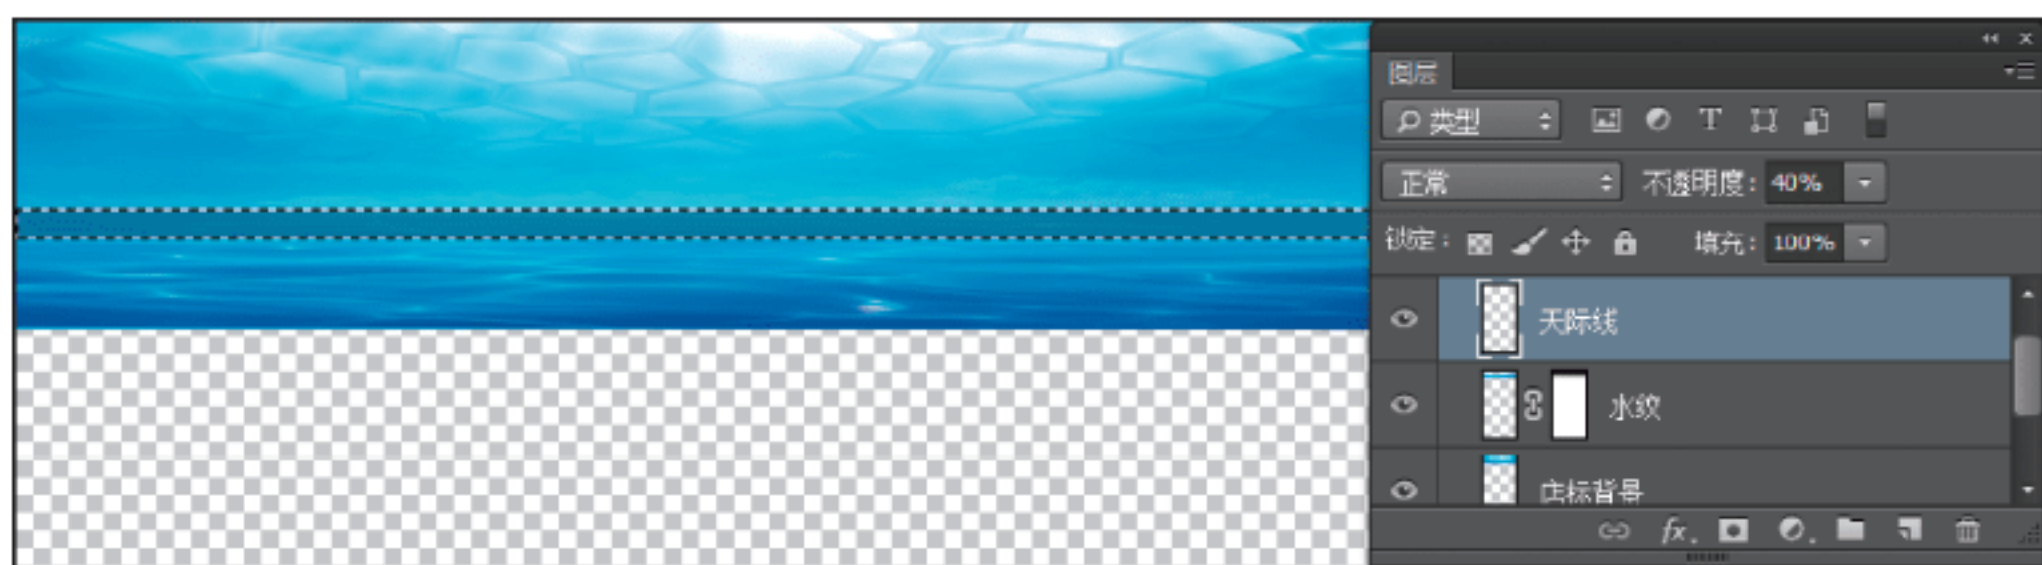 图层
类型
正常 不透明度: 40%
锁定: 填充: 100%
天际线
水纹
店标背景
fx.